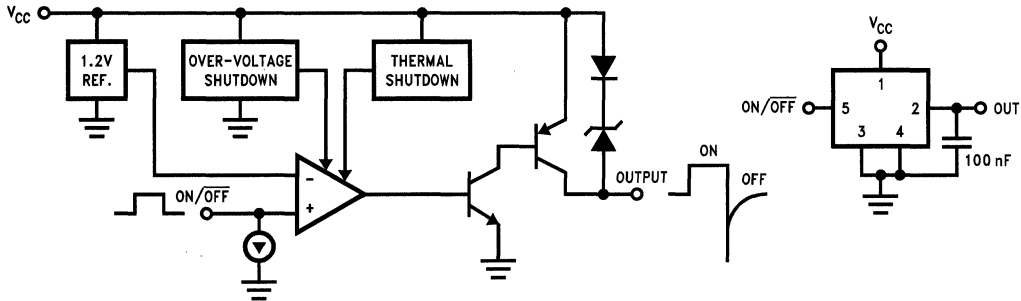 VCC
1.2V
REF.
OVER-VOLTAGE
SHUTDOWN
THERMAL
SHUTDOWN
ON/OFF
−
+
OUTPUT
ON
OFF
VCC
1
ON/OFF
5
2
OUT
3
4
100 nF